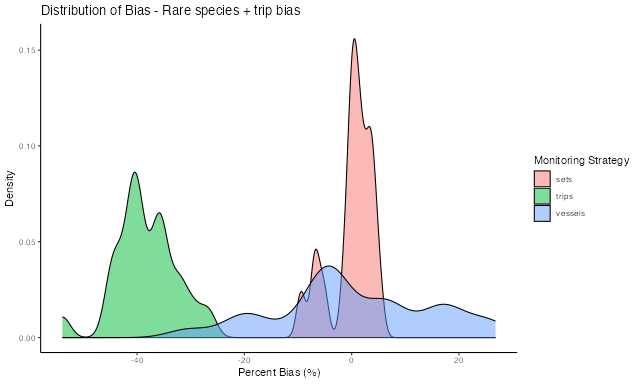 Distribution of Bias - Rare species + trip bias
0.15
0.10
0.05
0.00
Density
-40
-20
0
20
Percent Bias (%)
Monitoring Strategy
sets
trips
vessels